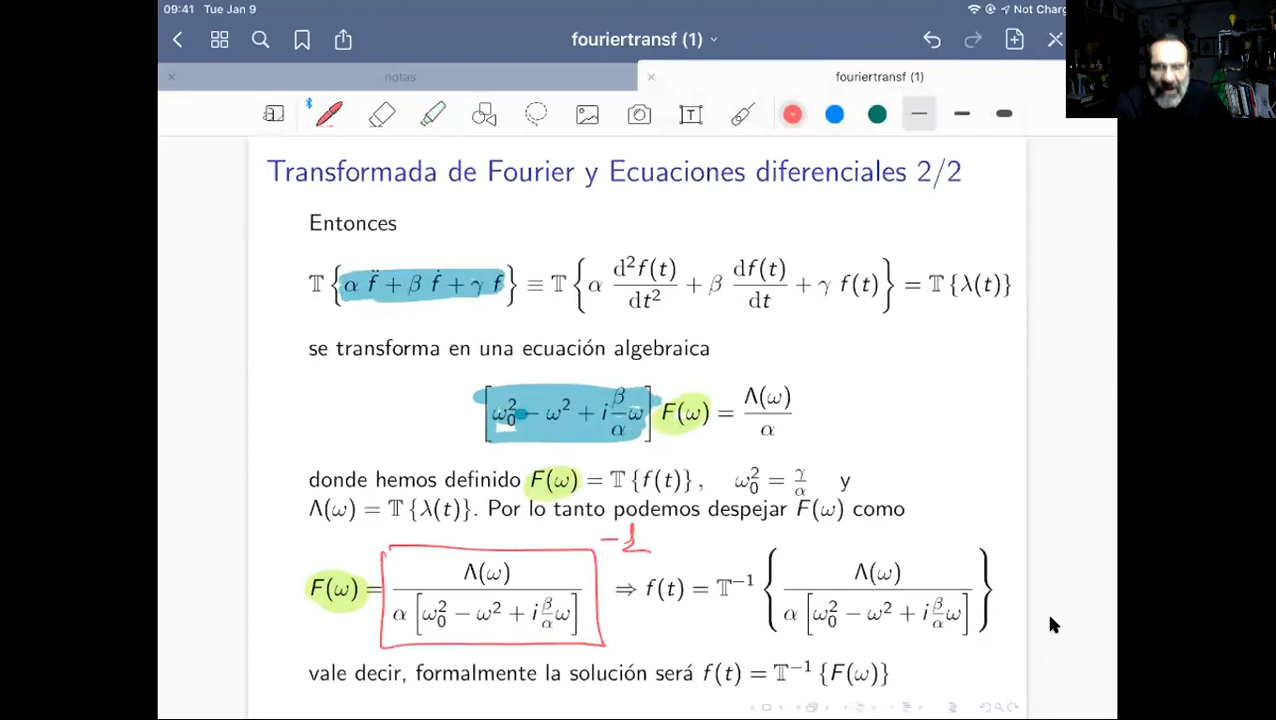 09:41 Tue Jan 9
Not Charg
fouriertransf (1)
notas
fouriertransf (1)
Transformada de Fourier y Ecuaciones diferenciales 2/2
Entonces
𝕋 { α f̈ + β ḟ + γ f } ≡ 𝕋 { α d²f(t)/dt² + β df(t)/dt + γ f(t) } = 𝕋 {λ(t)}
se transforma en una ecuación algebraica
[ ω₀² − ω² + i β/α ω ] F(ω) = Λ(ω)/α
donde hemos definido F(ω) = 𝕋 {f(t)} , ω₀² = γ/α y
Λ(ω) = 𝕋 {λ(t)}. Por lo tanto podemos despejar F(ω) como
−1
F(ω) = Λ(ω) / α [ ω₀² − ω² + i β/α ω ] ⇒ f(t) = 𝕋⁻¹ { Λ(ω) / α [ ω₀² − ω² + i β/α ω ] }
vale decir, formalmente la solución será f(t) = 𝕋⁻¹ {F(ω)}